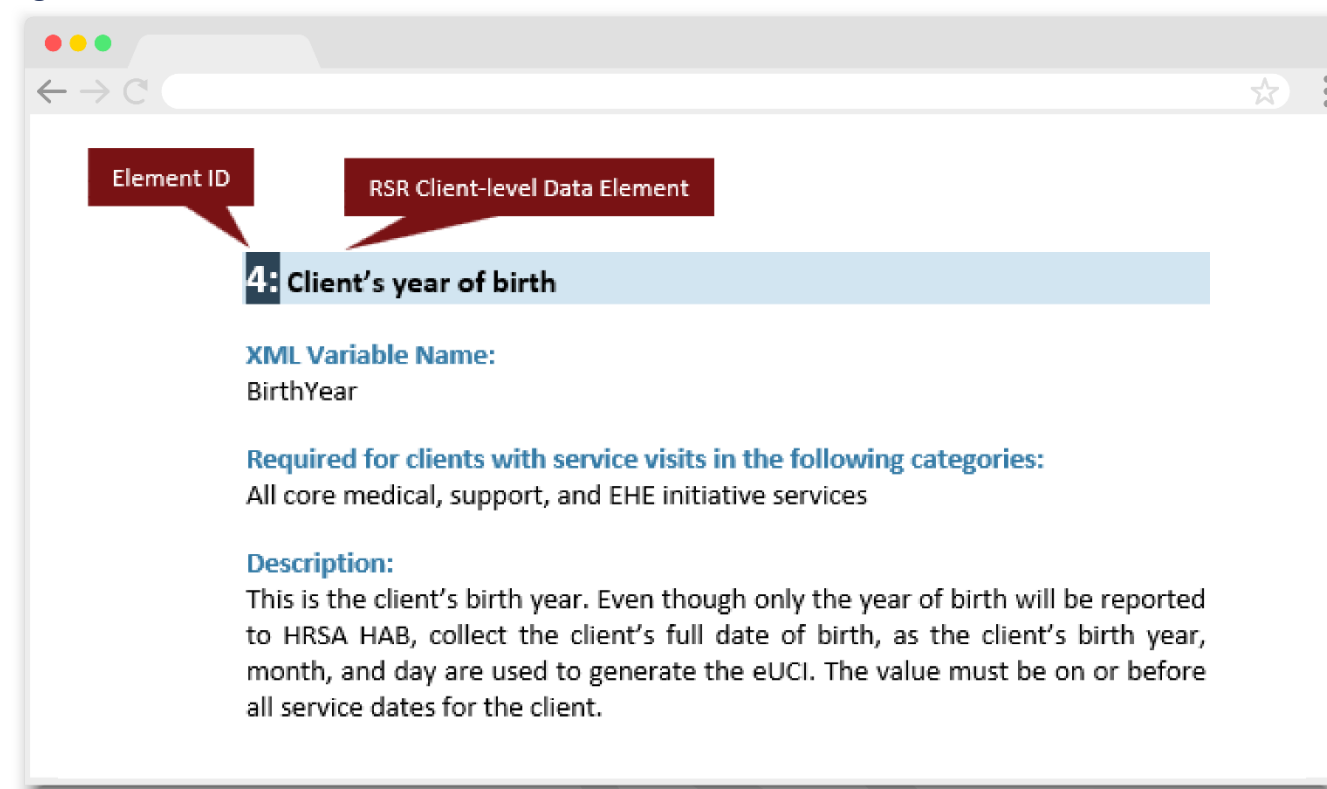 Element ID
RSR Client-level Data Element
4: Client's year of birth
XML Variable Name:
BirthYear
Required for clients with service visits in the following categories:
All core medical, support, and EHE initiative services
Description:
This is the client's birth year. Even though only the year of birth will be reported
to HRSA HAB, collect the client's full date of birth, as the client's birth year,
month, and day are used to generate the eUCI. The value must be on or before
all service dates for the client.